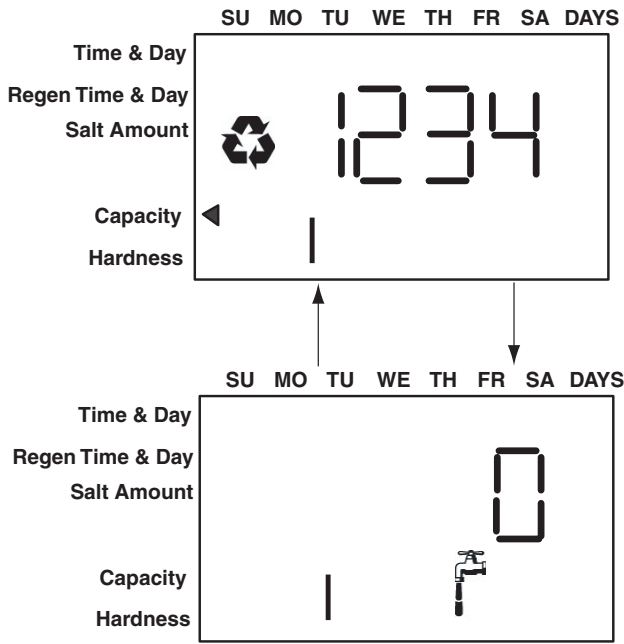 SU MO TU WE TH FR SA DAYS
Time & Day
Regen Time & Day
Salt Amount
1234
Capacity
1
Hardness
SU MO TU WE TH FR SA DAYS
Time & Day
Regen Time & Day
Salt Amount
0
Capacity
1
Hardness